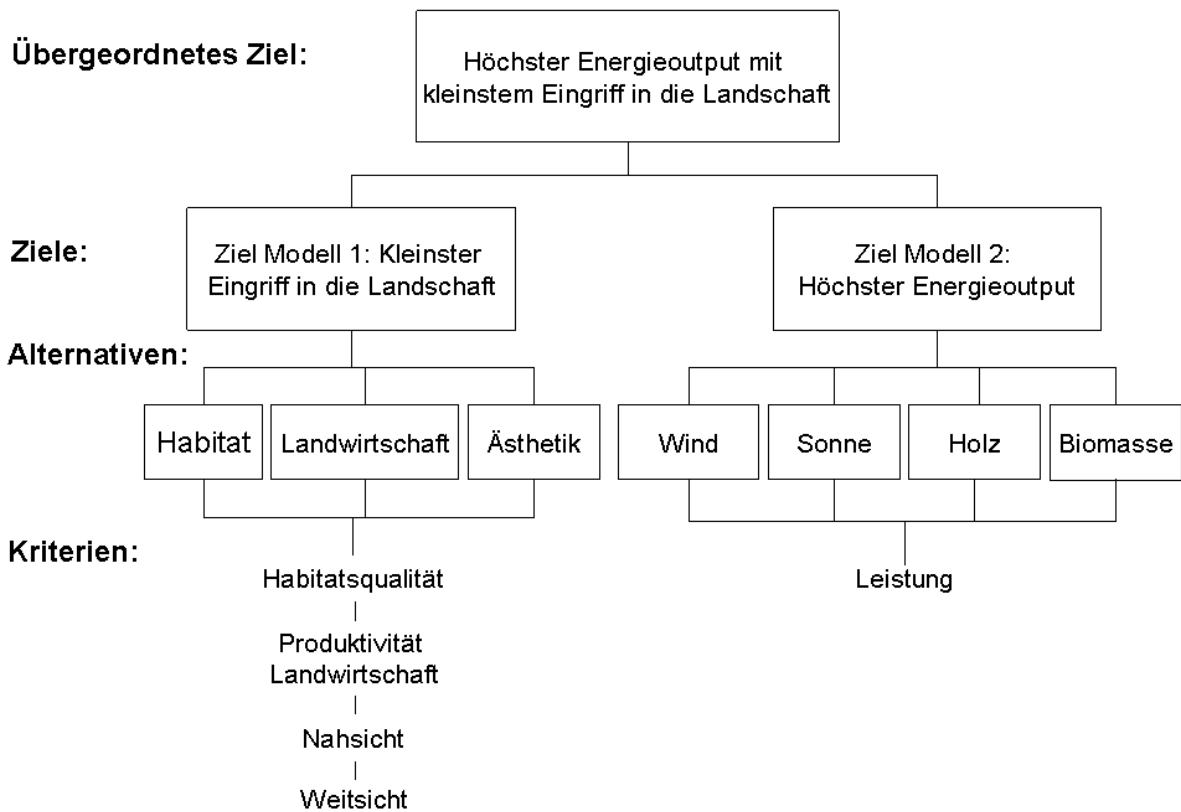 Übergeordnetes Ziel:
Höchster Energieoutput mit
kleinstem Eingriff in die Landschaft
Ziele:
Ziel Modell 1: Kleinster
Eingriff in die Landschaft
Ziel Modell 2:
Höchster Energieoutput
Alternativen:
Habitat
Landwirtschaft
Ästhetik
Wind
Sonne
Holz
Biomasse
Kriterien:
Habitatsqualität
Produktivität
Landwirtschaft
Nahsicht
Weitsicht
Leistung